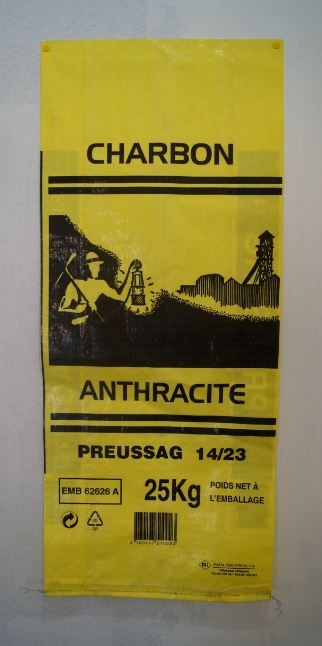 CHARBON
ANTHRACITE
PREUSSAG 14/23
EMB 62626 A
25Kg
POIDS NET À
L'EMBALLAGE